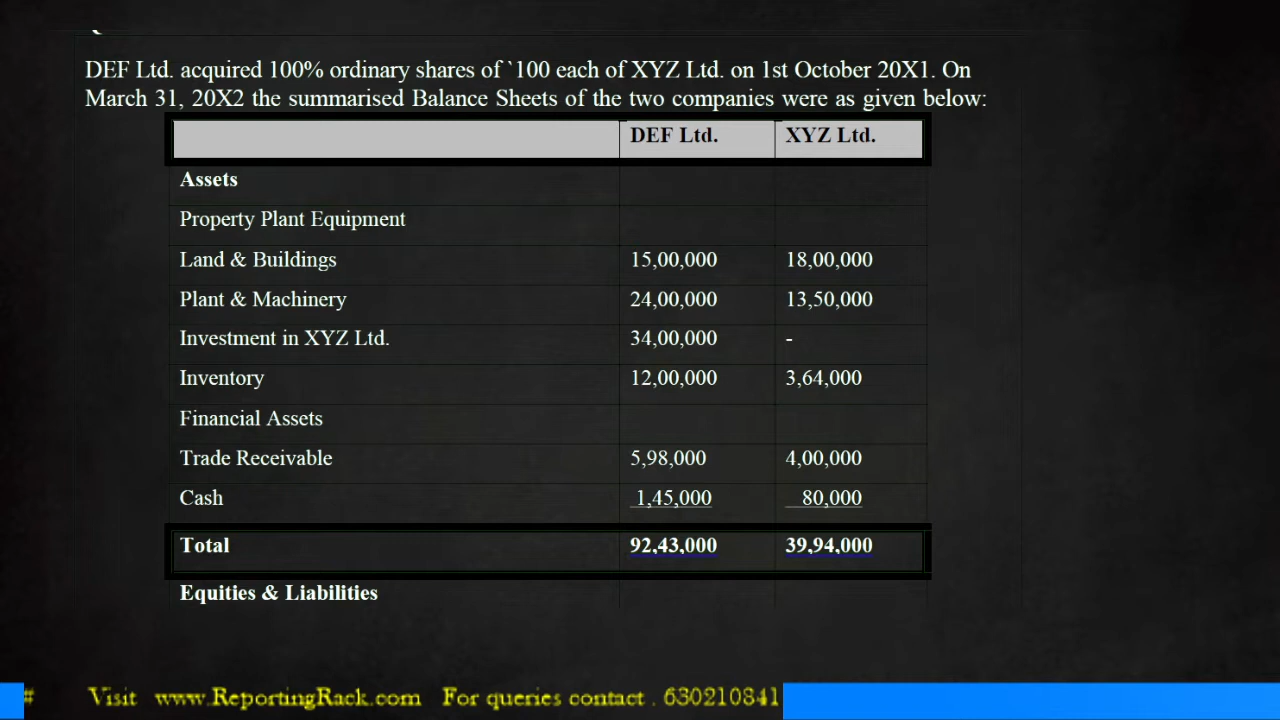 DEF Ltd. acquired 100% ordinary shares of `100 each of XYZ Ltd. on 1st October 20X1. On
March 31, 20X2 the summarised Balance Sheets of the two companies were as given below:
DEF Ltd. XYZ Ltd.
Assets
Property Plant Equipment
Land & Buildings 15,00,000 18,00,000
Plant & Machinery 24,00,000 13,50,000
Investment in XYZ Ltd. 34,00,000 -
Inventory 12,00,000 3,64,000
Financial Assets
Trade Receivable 5,98,000 4,00,000
Cash 1,45,000 80,000
Total 92,43,000 39,94,000
Equities & Liabilities
# Visit www.ReportingRack.com For queries contact . 630210841